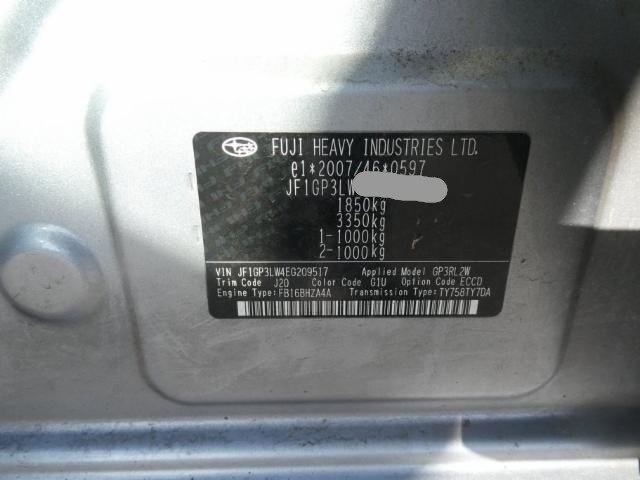 FUJI HEAVY INDUSTRIES LTD.
e1*2007/46*0597
JF1GP3LW
1850kg
3350kg
1-1000kg
2-1000kg
VIN JF1GP3LW4EG209517 Applied Model GP3RL2W
Trim Code J20 Color Code G1U Option Code ECCD
Engine Type:FB16BHZA4A Transmission Type:TY758TY7DA